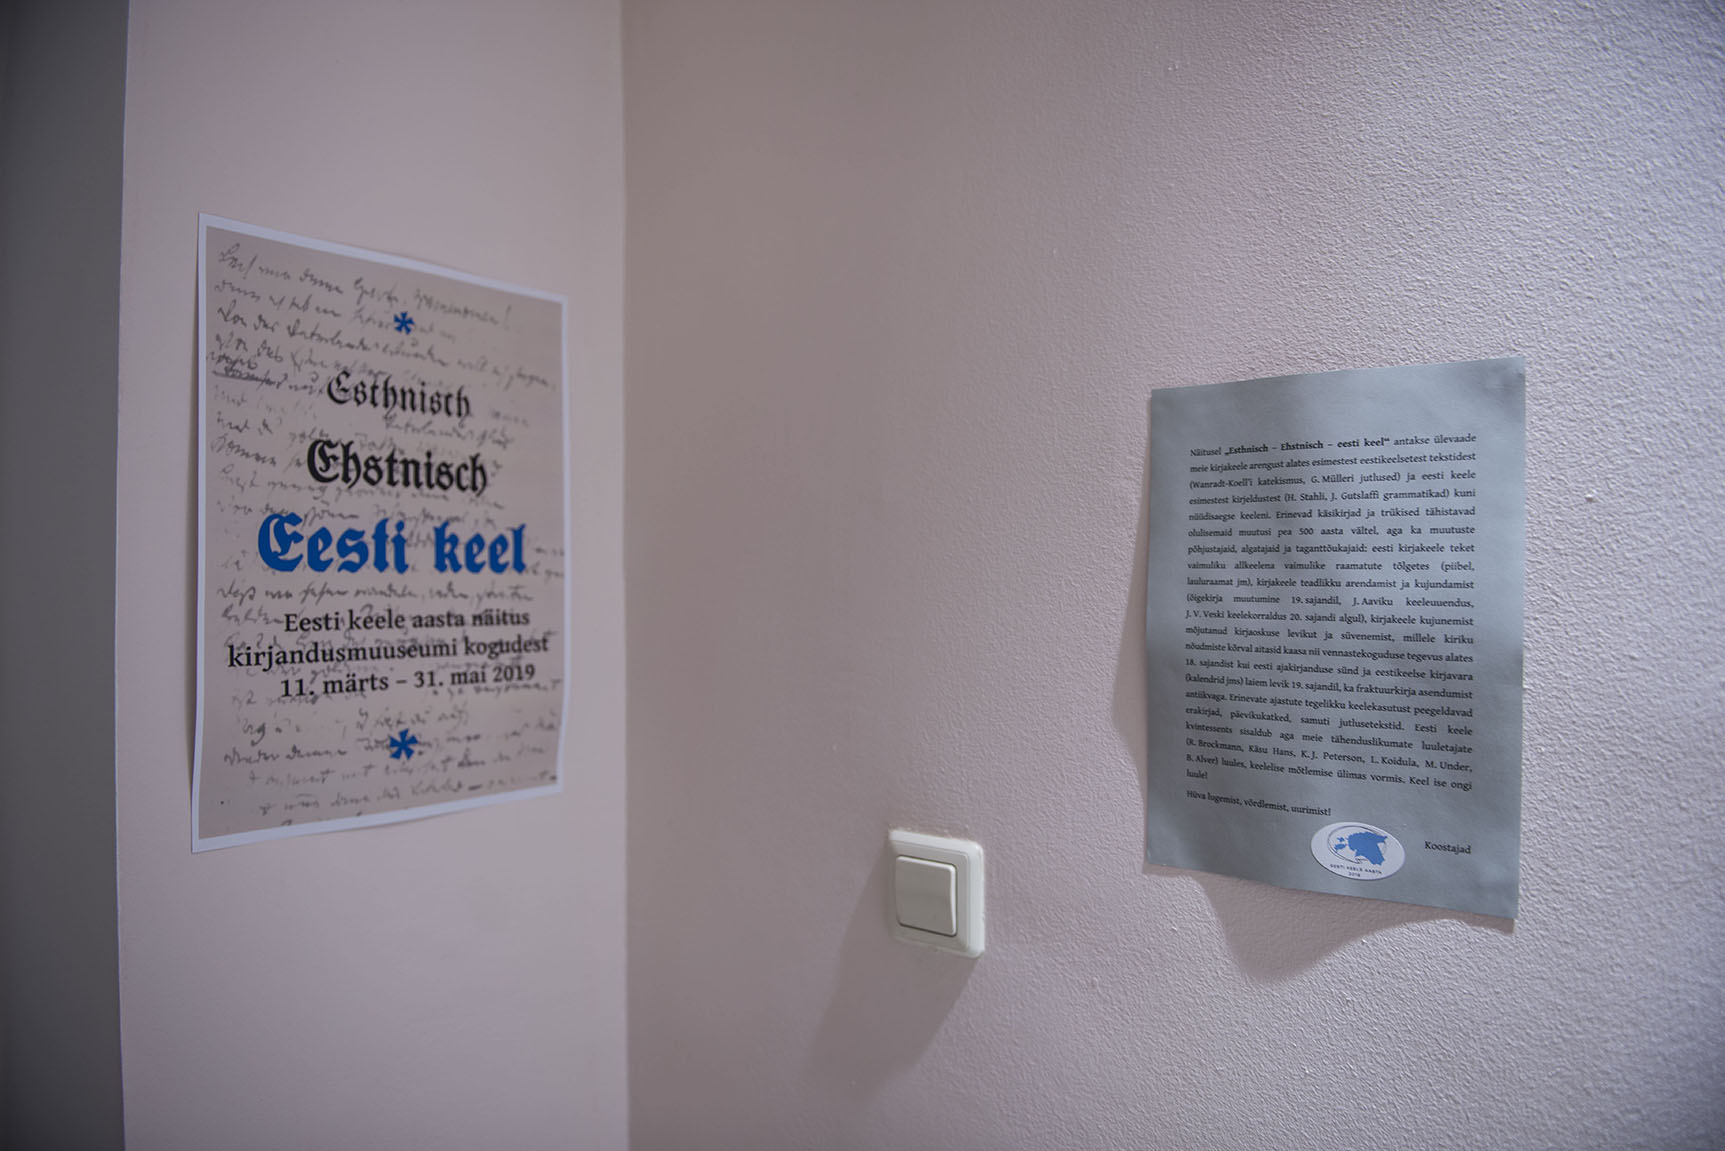 *
Esthnisch
Ehstnisch
Eesti keel
Eesti keele aasta näitus
kirjandusmuuseumi kogudest
11. märts – 31. mai 2019
*
Näitusel „Esthnisch – Ehstnisch – eesti keel“ antakse ülevaade
meie kirjakeele arengust alates esimestest eestikeelsetest tekstidest
(Wanradt-Koell'i katekismus, G. Mülleri jutlused) ja eesti keele
esimestest kirjeldustest (H. Stahli, J. Gutslaffi grammatikad) kuni
nüüdisaegse keeleni. Erinevad käsikirjad ja trükised tähistavad
olulisemaid muutusi pea 500 aasta vältel, aga ka muutuste
põhjustajaid, algatajaid ja taganttõukajaid: eesti kirjakeele teket
vaimuliku allkeelena vaimulike raamatute tõlgetes (piibel,
lauluraamat jm), kirjakeele teadlikku arendamist ja kujundamist
(õigekirja muutumine 19. sajandil, J. Aaviku keeleuuendus,
J. V. Veski keelekorraldus 20. sajandi algul), kirjakeele kujunemist
mõjutanud kirjaoskuse levikut ja süvenemist, millele kiriku
nõudmiste kõrval aitasid kaasa nii vennastekoguduse tegevus alates
18. sajandist kui eesti ajakirjanduse sünd ja eestikeelse kirjavara
(kalendrid jms) laiem levik 19. sajandil, ka fraktuurkirja asendumist
antiikvaga. Erinevate ajastute tegelikku keelekasutust peegeldavad
erakirjad, päevikukatked, samuti jutlusetekstid. Eesti keele
kvintessents sisaldub aga meie tähenduslikumate luuletajate
(R. Brockmann, Käsu Hans, K. J. Peterson, L. Koidula, M. Under,
B. Alver) luules, keelelise mõtlemise ülimas vormis. Keel ise ongi
luule!
Hüva lugemist, võrdlemist, uurimist!
Koostajad
EESTI KEELE AASTA
2019